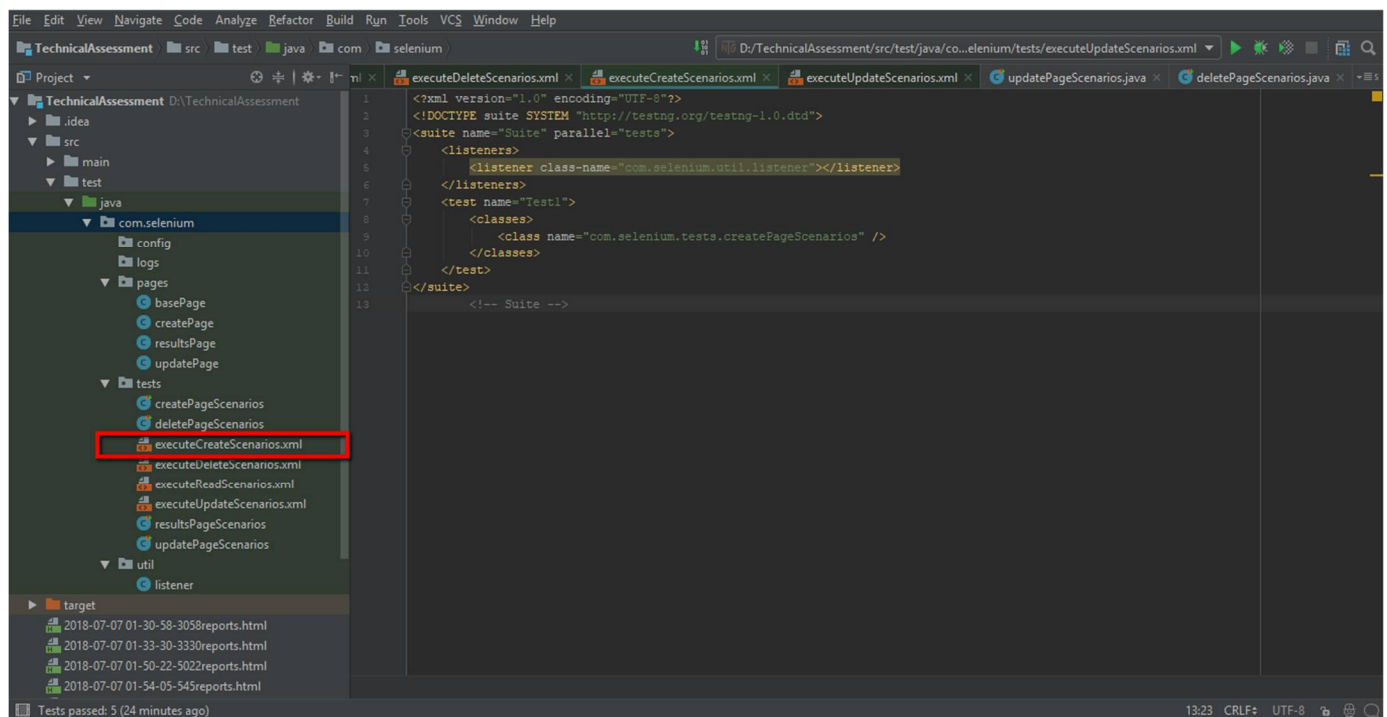 File Edit View Navigate Code Analyze Refactor Build Run Tools VCS Window Help
TechnicalAssessment src test java com selenium
D:/TechnicalAssessment/src/test/java/co...elenium/tests/executeUpdateScenarios.xml
Project
ml executeDeleteScenarios.xml executeCreateScenarios.xml executeUpdateScenarios.xml updatePageScenarios.java deletePageScenarios.java
TechnicalAssessment D:\TechnicalAssessment
.idea
src
main
test
java
com.selenium
config
logs
pages
basePage
createPage
resultsPage
updatePage
tests
createPageScenarios
deletePageScenarios
executeCreateScenarios.xml
executeDeleteScenarios.xml
executeReadScenarios.xml
executeUpdateScenarios.xml
resultsPageScenarios
updatePageScenarios
util
listener
target
2018-07-07 01-30-58-3058reports.html
2018-07-07 01-33-30-3330reports.html
2018-07-07 01-50-22-5022reports.html
2018-07-07 01-54-05-545reports.html
1 <?xml version="1.0" encoding="UTF-8"?>
2 <!DOCTYPE suite SYSTEM "http://testng.org/testng-1.0.dtd">
3 <suite name="Suite" parallel="tests">
4 <listeners>
5 <listener class-name="com.selenium.util.listener"></listener>
6 </listeners>
7 <test name="Test1">
8 <classes>
9 <class name="com.selenium.tests.createPageScenarios" />
10 </classes>
11 </test>
12 </suite>
13 <!-- Suite -->
Tests passed: 5 (24 minutes ago)
13:23 CRLF UTF-8